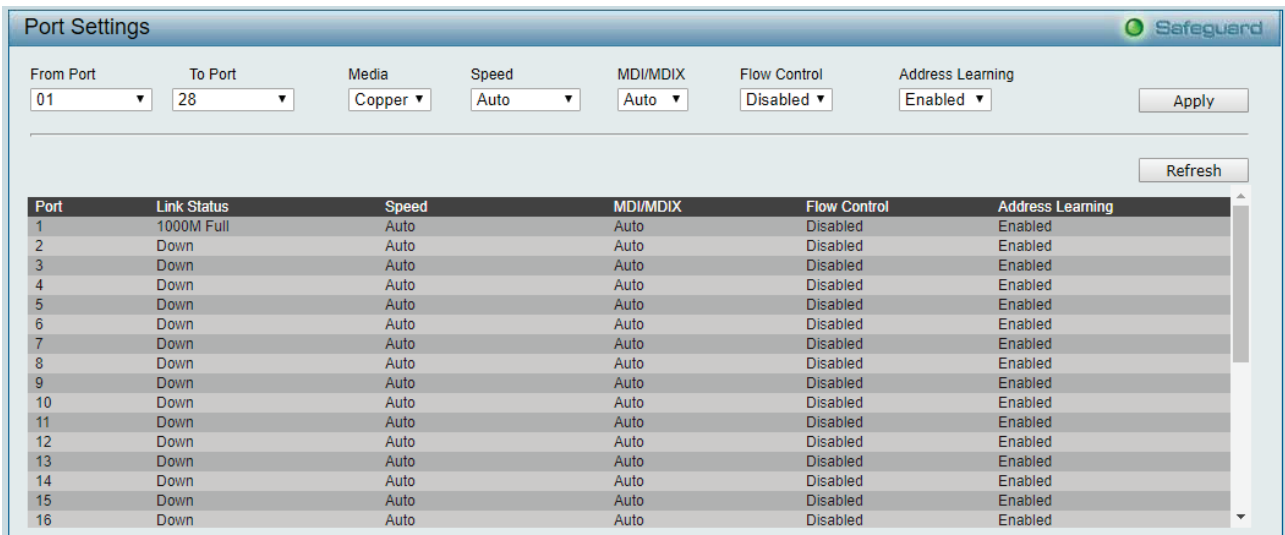 Port Settings Safeguard
From Port To Port Media Speed MDI/MDIX Flow Control Address Learning
01 28 Copper Auto Auto Disabled Enabled Apply
Refresh
Port Link Status Speed MDI/MDIX Flow Control Address Learning
1 1000M Full Auto Auto Disabled Enabled
2 Down Auto Auto Disabled Enabled
3 Down Auto Auto Disabled Enabled
4 Down Auto Auto Disabled Enabled
5 Down Auto Auto Disabled Enabled
6 Down Auto Auto Disabled Enabled
7 Down Auto Auto Disabled Enabled
8 Down Auto Auto Disabled Enabled
9 Down Auto Auto Disabled Enabled
10 Down Auto Auto Disabled Enabled
11 Down Auto Auto Disabled Enabled
12 Down Auto Auto Disabled Enabled
13 Down Auto Auto Disabled Enabled
14 Down Auto Auto Disabled Enabled
15 Down Auto Auto Disabled Enabled
16 Down Auto Auto Disabled Enabled